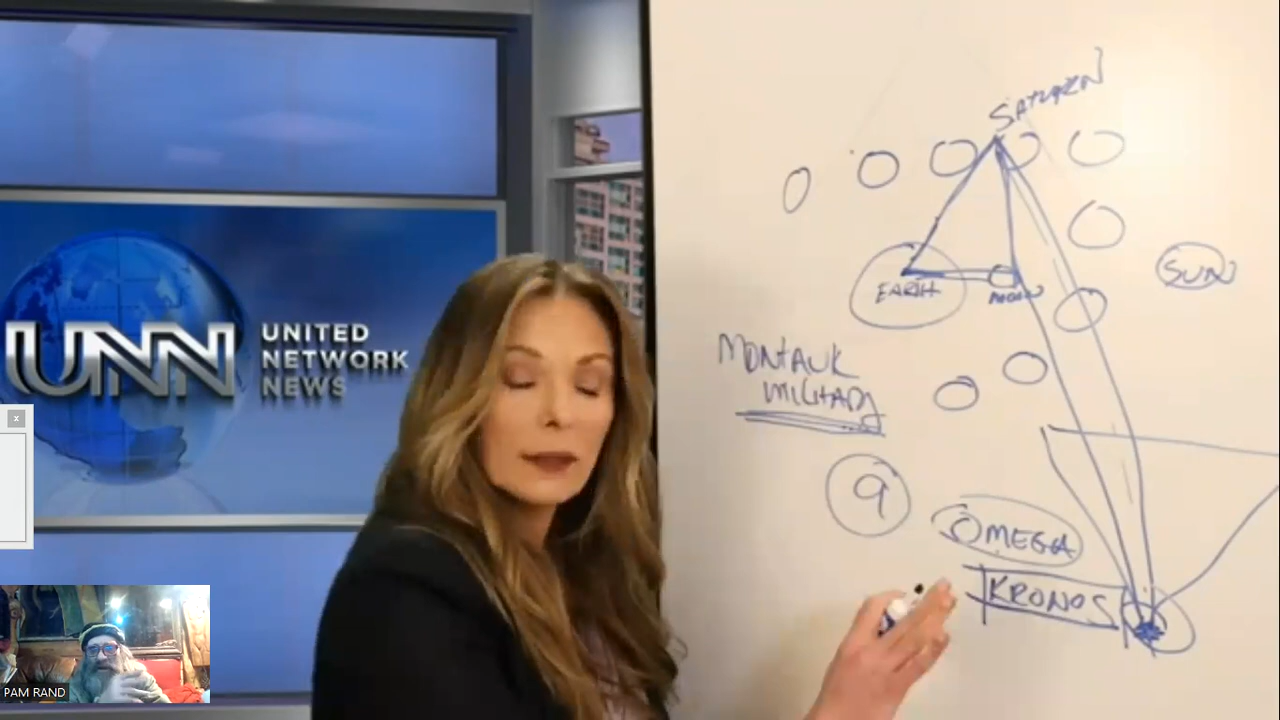 UNN
UNITED
NETWORK
NEWS
x
PAM RAND
SATURN
EARTH
MOON
SUN
MONTAUK
MILITARY
9
OMEGA
KRONOS